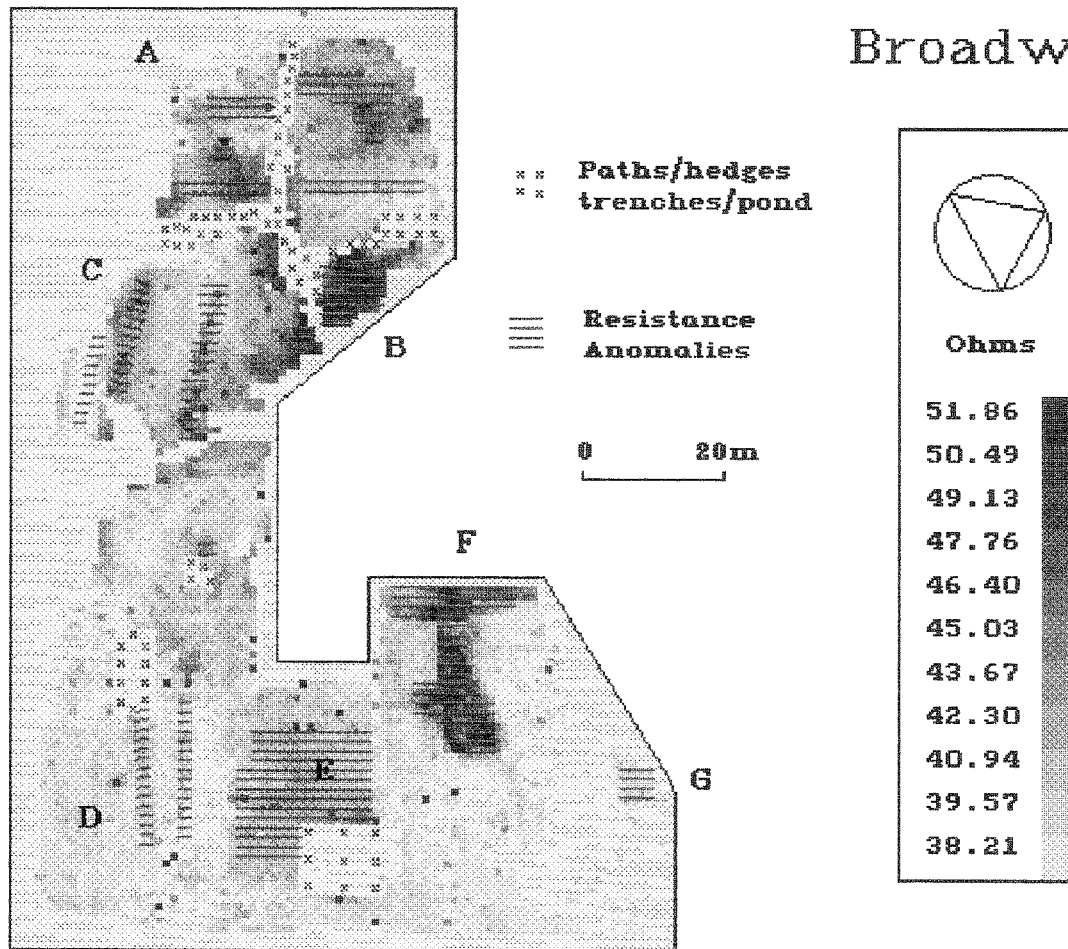 Broadw
A
Paths/hedges
trenches/pond
C
B
Resistance
Anomalies
0 20m
F
E
G
D
Ohms
51.86
50.49
49.13
47.76
46.40
45.03
43.67
42.30
40.94
39.57
38.21